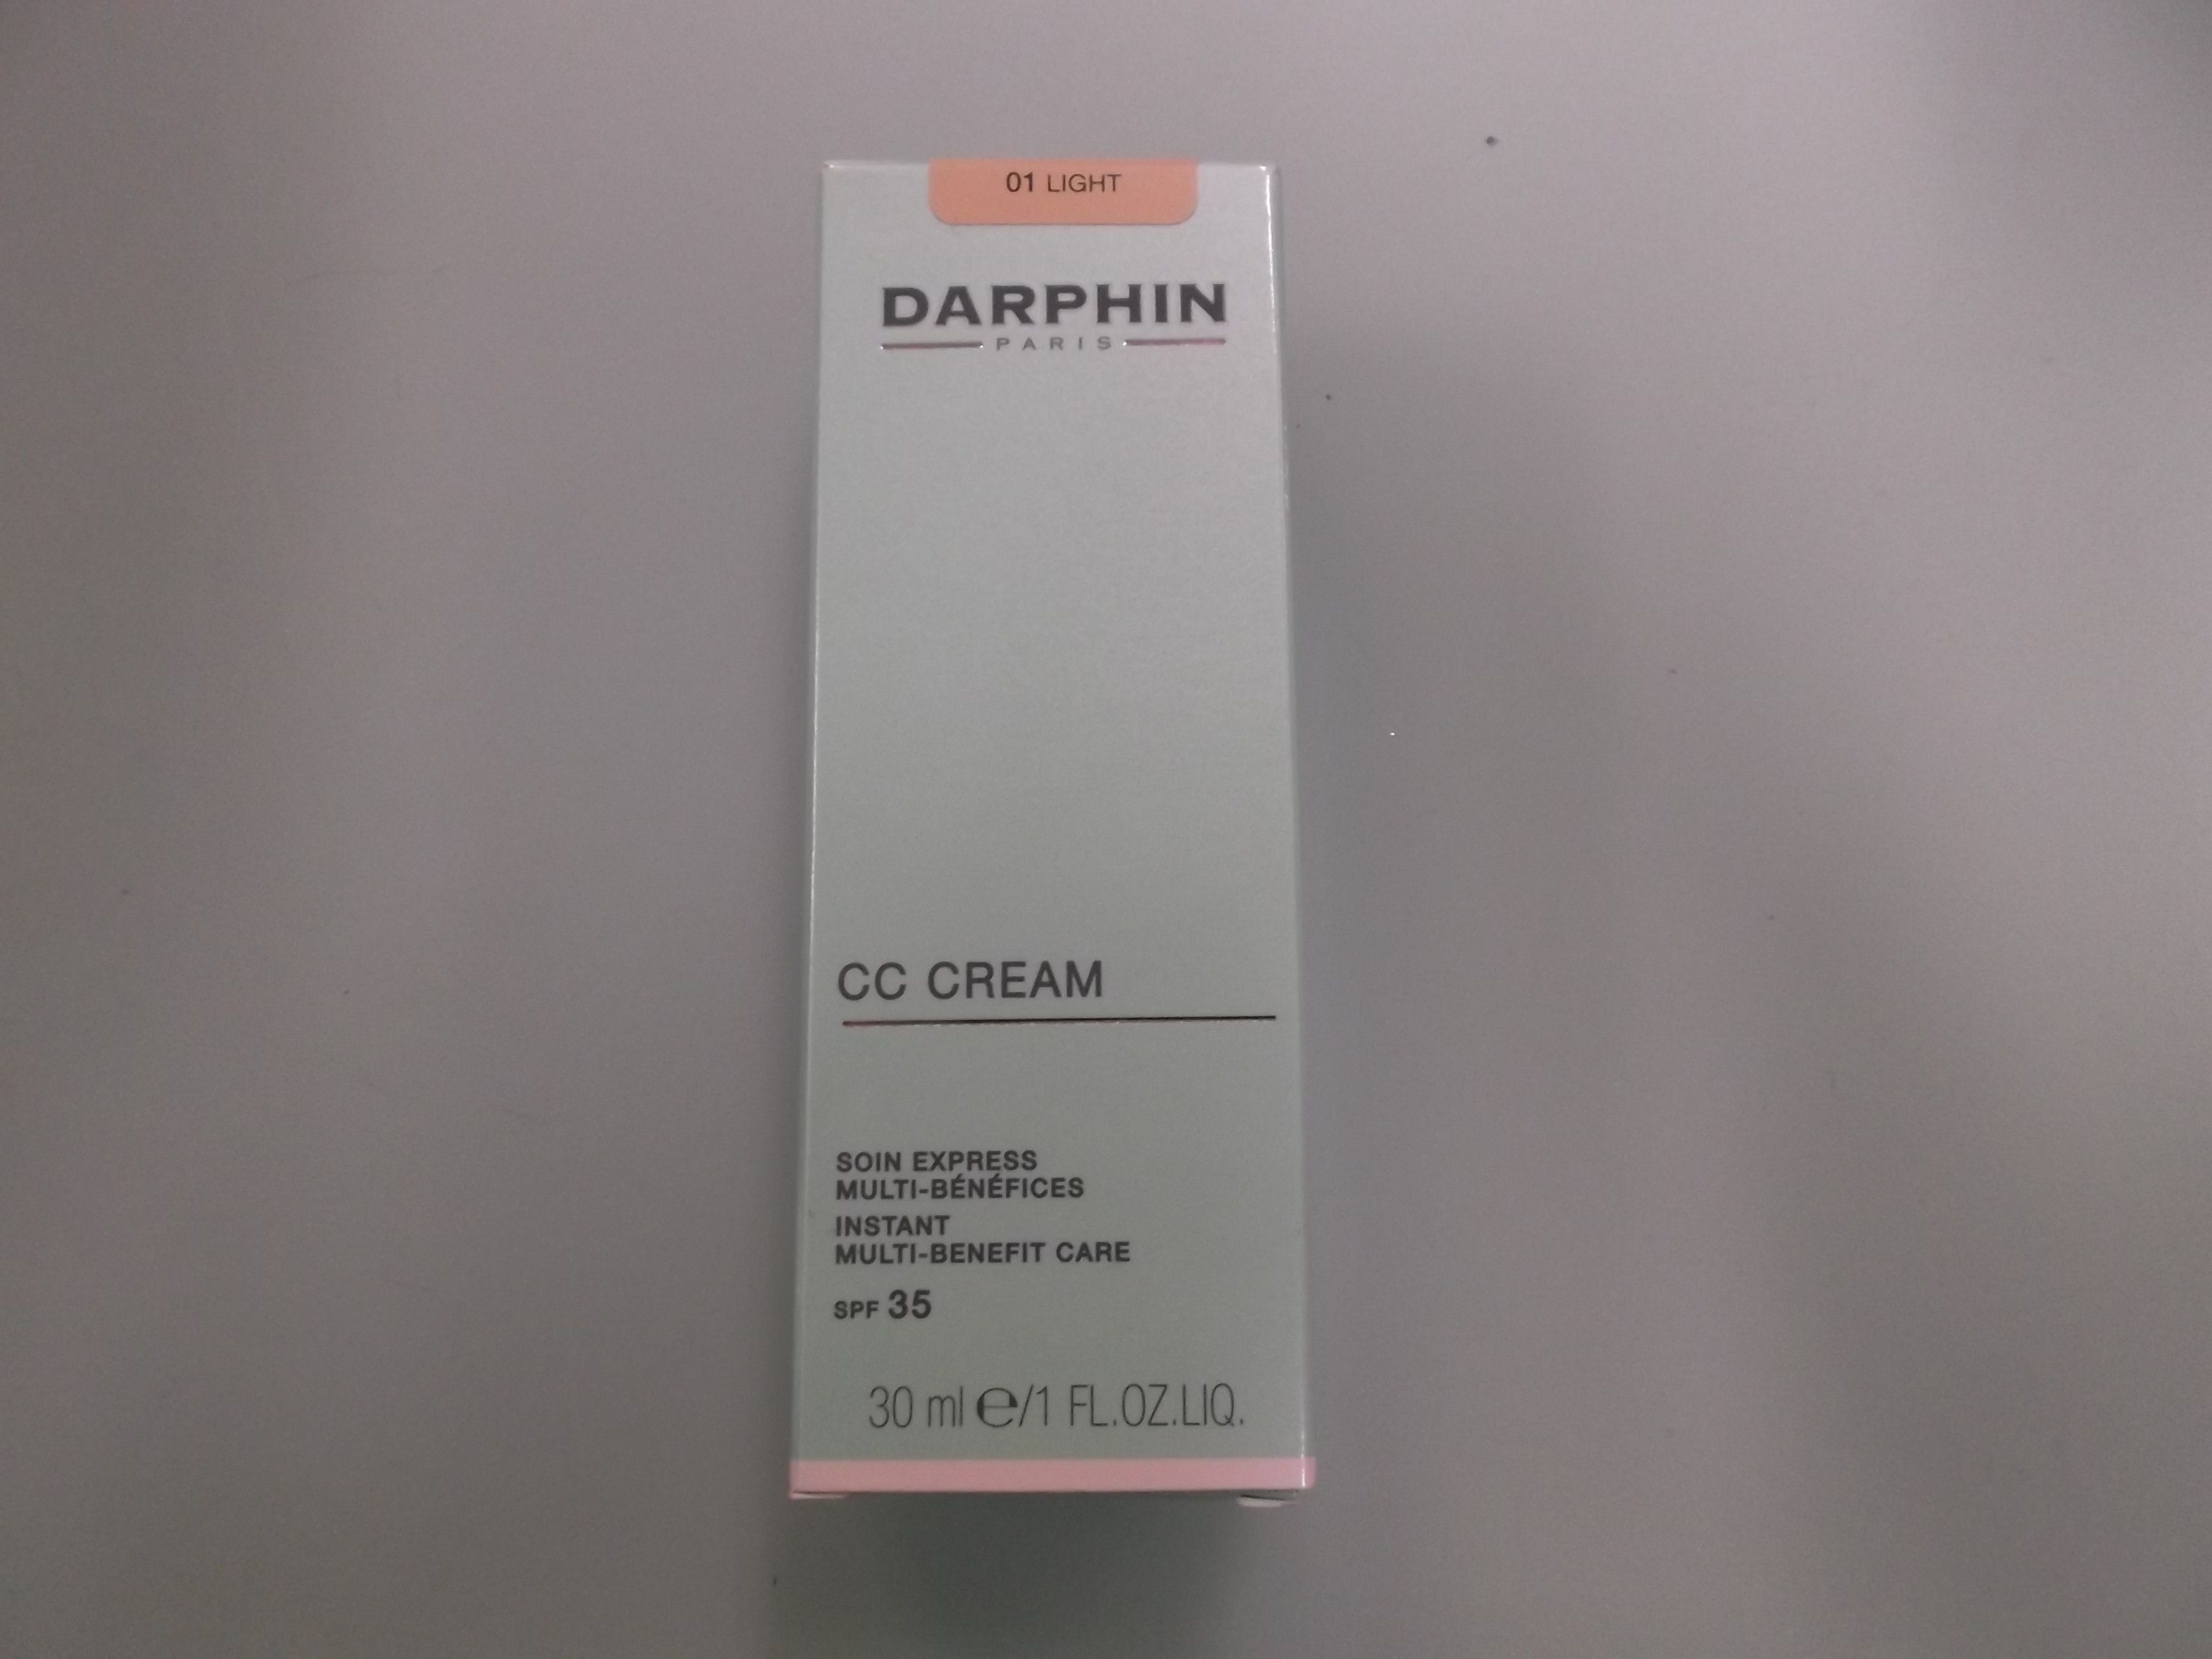 01 LIGHT
DARPHIN
PARIS
CC CREAM
SOIN EXPRESS
MULTI-BÉNÉFICES
INSTANT
MULTI-BENEFIT CARE
SPF 35
30 ml ℮/1 FL.OZ.LIQ.